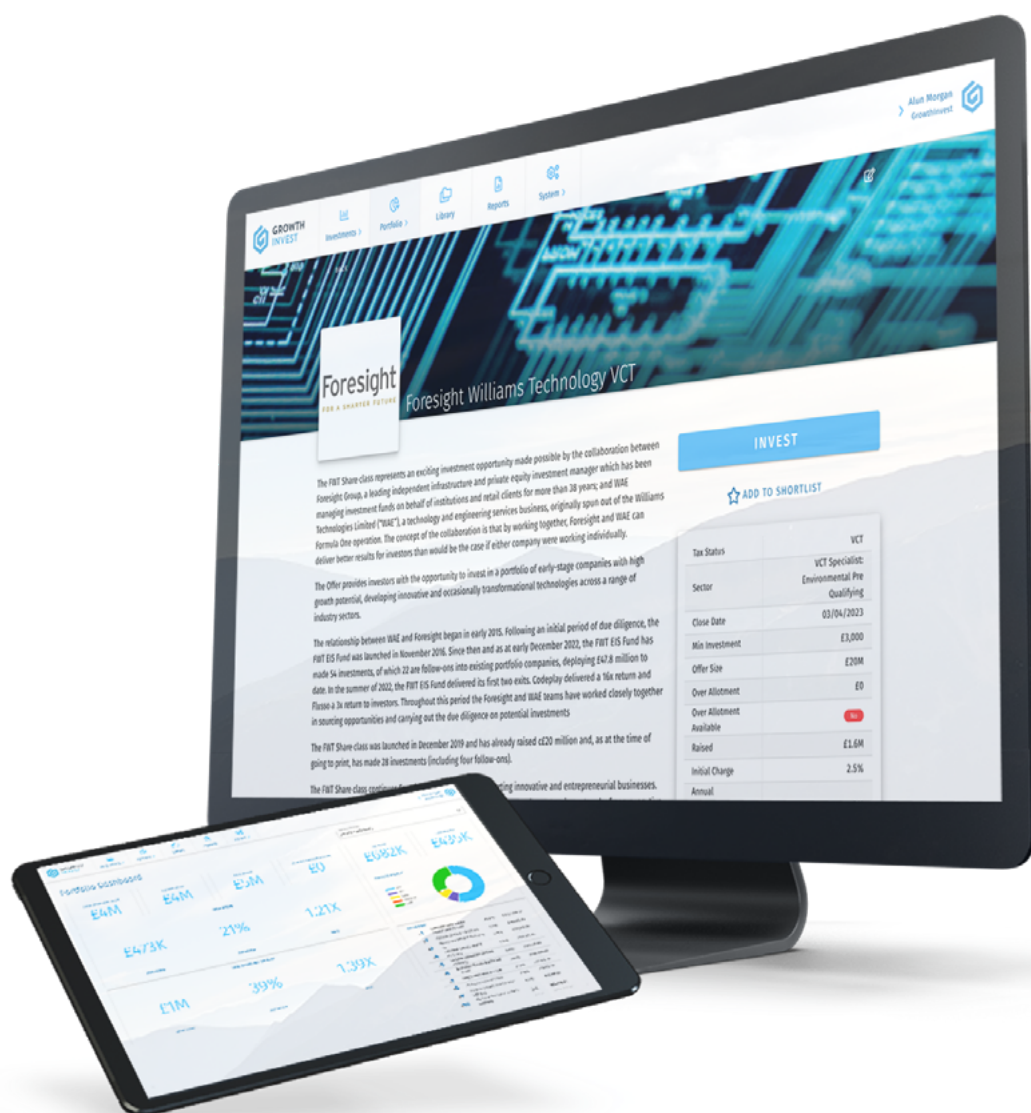 Alun Morgan
GrowthInvest
GROWTH
INVEST
Investments
Portfolio
Library
Reports
System
Foresight
FOR A SMARTER FUTURE
Foresight Williams Technology VCT
The FWT Share class represents an exciting investment opportunity made possible by the collaboration between
Foresight Group, a leading independent infrastructure and private equity investment manager which has been
managing investment funds on behalf of institutions and retail clients for more than 38 years; and WAE
Technologies Limited ("WAE"), a technology and engineering services business, originally spun out of the Williams
Formula One operation. The concept of the collaboration is that by working together, Foresight and WAE can
deliver better results for investors than would be the case if either company were working individually.
The Offer provides investors with the opportunity to invest in a portfolio of early-stage companies with high
growth potential, developing innovative and occasionally transformational technologies across a range of
industry sectors.
The relationship between WAE and Foresight began in early 2015. Following an initial period of due diligence, the
FWT EIS Fund was launched in November 2016. Since then and as at early December 2022, the FWT EIS Fund has
made 54 investments, of which 22 are follow-ons into existing portfolio companies, deploying £47.8 million to
date. In the summer of 2022, the FWT EIS Fund delivered its first two exits. Codeplay delivered a 16x return and
Flusso a 3x return to investors. Throughout this period the Foresight and WAE teams have worked closely together
in sourcing opportunities and carrying out the due diligence on potential investments
The FWT Share class was launched in December 2019 and has already raised c£20 million and, as at the time of
going to print, has made 28 investments (including four follow-ons).
The FWT Share class
innovative and entrepreneurial businesses.
INVEST
ADD TO SHORTLIST
Tax Status VCT
Sector VCT Specialist:
Environmental Pre
Qualifying
Close Date 03/04/2023
Min Investment £3,000
Offer Size £20M
Over Allotment £0
Over Allotment
Available No
Raised £1.6M
Initial Charge 2.5%
Annual
Portfolio Dashboard
£4M £4M £5M £0 £682K £435K
£473K 21% 1.21X
£1M 39% 1.39X